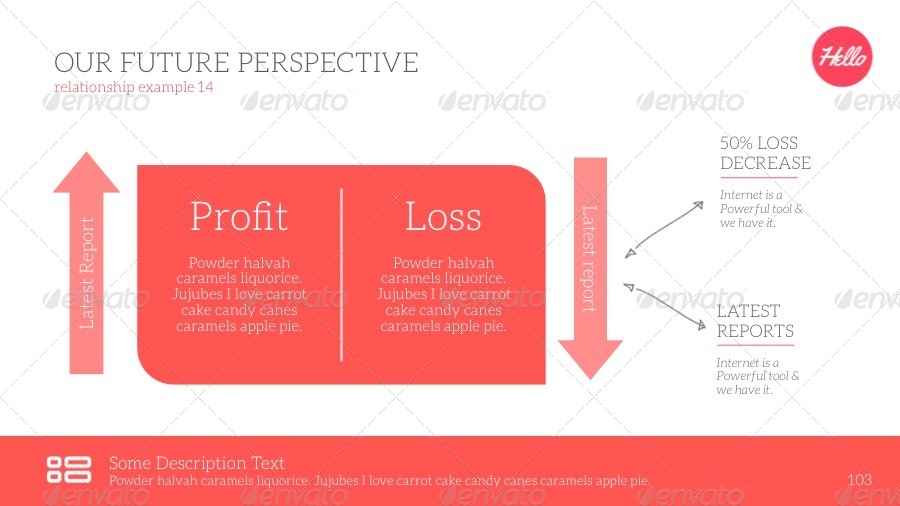 OUR FUTURE PERSPECTIVE
relationship example 14
Hello
Latest Report
Profit
Powder halvah
caramels liquorice.
Jujubes I love carrot
cake candy canes
caramels apple pie.
Loss
Powder halvah
caramels liquorice.
Jujubes I love carrot
cake candy canes
caramels apple pie.
Latest report
50% LOSS
DECREASE
Internet is a
Powerful tool &
we have it.
LATEST
REPORTS
Internet is a
Powerful tool &
we have it.
Some Description Text
Powder halvah caramels liquorice. Jujubes I love carrot cake candy canes caramels apple pie.
103
envato